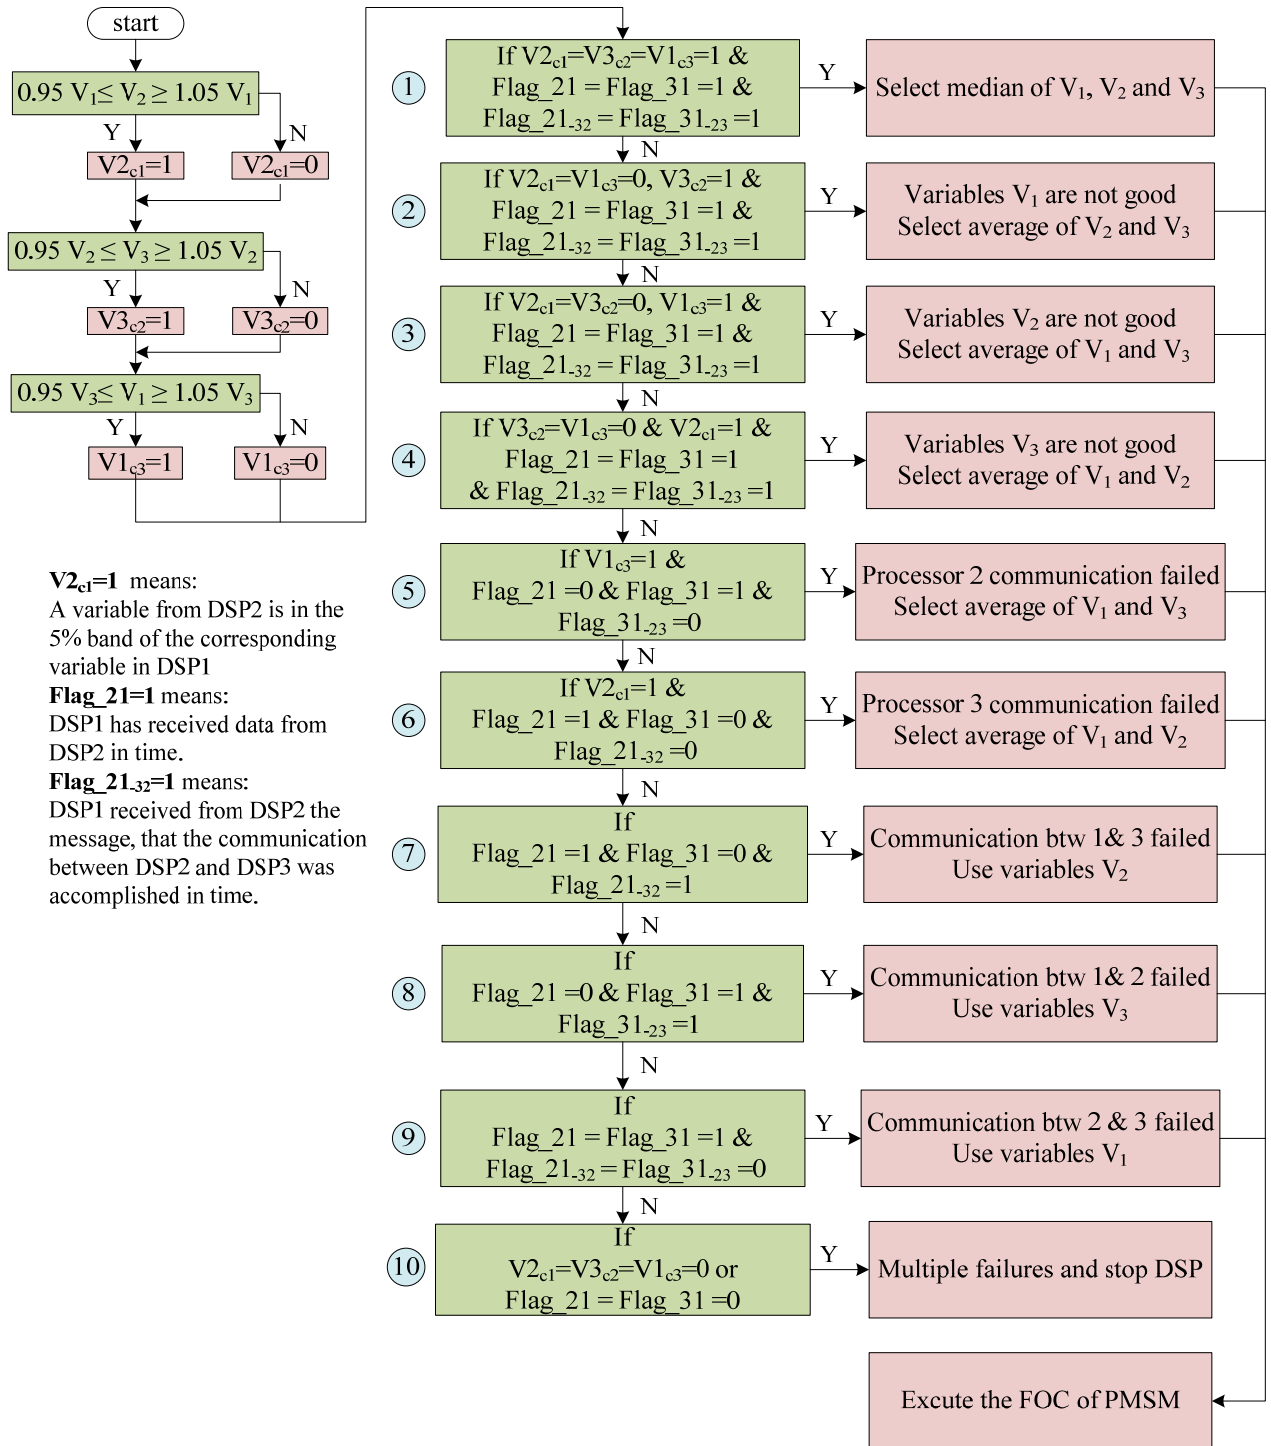 start
0.95 V₁≤ V₂ ≥ 1.05 V₁
Y
N
V2c1=1
V2c1=0
0.95 V₂ ≤ V₃ ≥ 1.05 V₂
Y
N
V3c2=1
V3c2=0
0.95 V₃≤ V₁ ≥ 1.05 V₃
Y
N
V1c3=1
V1c3=0
V2c1=1 means:
A variable from DSP2 is in the
5% band of the corresponding
variable in DSP1
Flag_21=1 means:
DSP1 has received data from
DSP2 in time.
Flag_21-32=1 means:
DSP1 received from DSP2 the
message, that the communication
between DSP2 and DSP3 was
accomplished in time.
1
If V2c1=V3c2=V1c3=1 &
Flag_21 = Flag_31 =1 &
Flag_21-32 = Flag_31-23 =1
Y
Select median of V₁, V₂ and V₃
N
2
If V2c1=V1c3=0, V3c2=1 &
Flag_21 = Flag_31 =1 &
Flag_21-32 = Flag_31-23 =1
Y
Variables V₁ are not good
Select average of V₂ and V₃
N
3
If V2c1=V3c2=0, V1c3=1 &
Flag_21 = Flag_31 =1 &
Flag_21-32 = Flag_31-23 =1
Y
Variables V₂ are not good
Select average of V₁ and V₃
N
4
If V3c2=V1c3=0 & V2c1=1 &
Flag_21 = Flag_31 =1
& Flag_21-32 = Flag_31-23 =1
Y
Variables V₃ are not good
Select average of V₁ and V₂
N
5
If V1c3=1 &
Flag_21 =0 & Flag_31 =1 &
Flag_31-23 =0
Y
Processor 2 communication failed
Select average of V₁ and V₃
N
6
If V2c1=1 &
Flag_21 =1 & Flag_31 =0 &
Flag_21-32 =0
Y
Processor 3 communication failed
Select average of V₁ and V₂
N
7
If
Flag_21 =1 & Flag_31 =0 &
Flag_21-32 =1
Y
Communication btw 1& 3 failed
Use variables V₂
N
8
If
Flag_21 =0 & Flag_31 =1 &
Flag_31-23 =1
Y
Communication btw 1& 2 failed
Use variables V₃
N
9
If
Flag_21 = Flag_31 =1 &
Flag_21-32 = Flag_31-23 =0
Y
Communication btw 2 & 3 failed
Use variables V₁
N
10
If
V2c1=V3c2=V1c3=0 or
Flag_21 = Flag_31 =0
Y
Multiple failures and stop DSP
Excute the FOC of PMSM